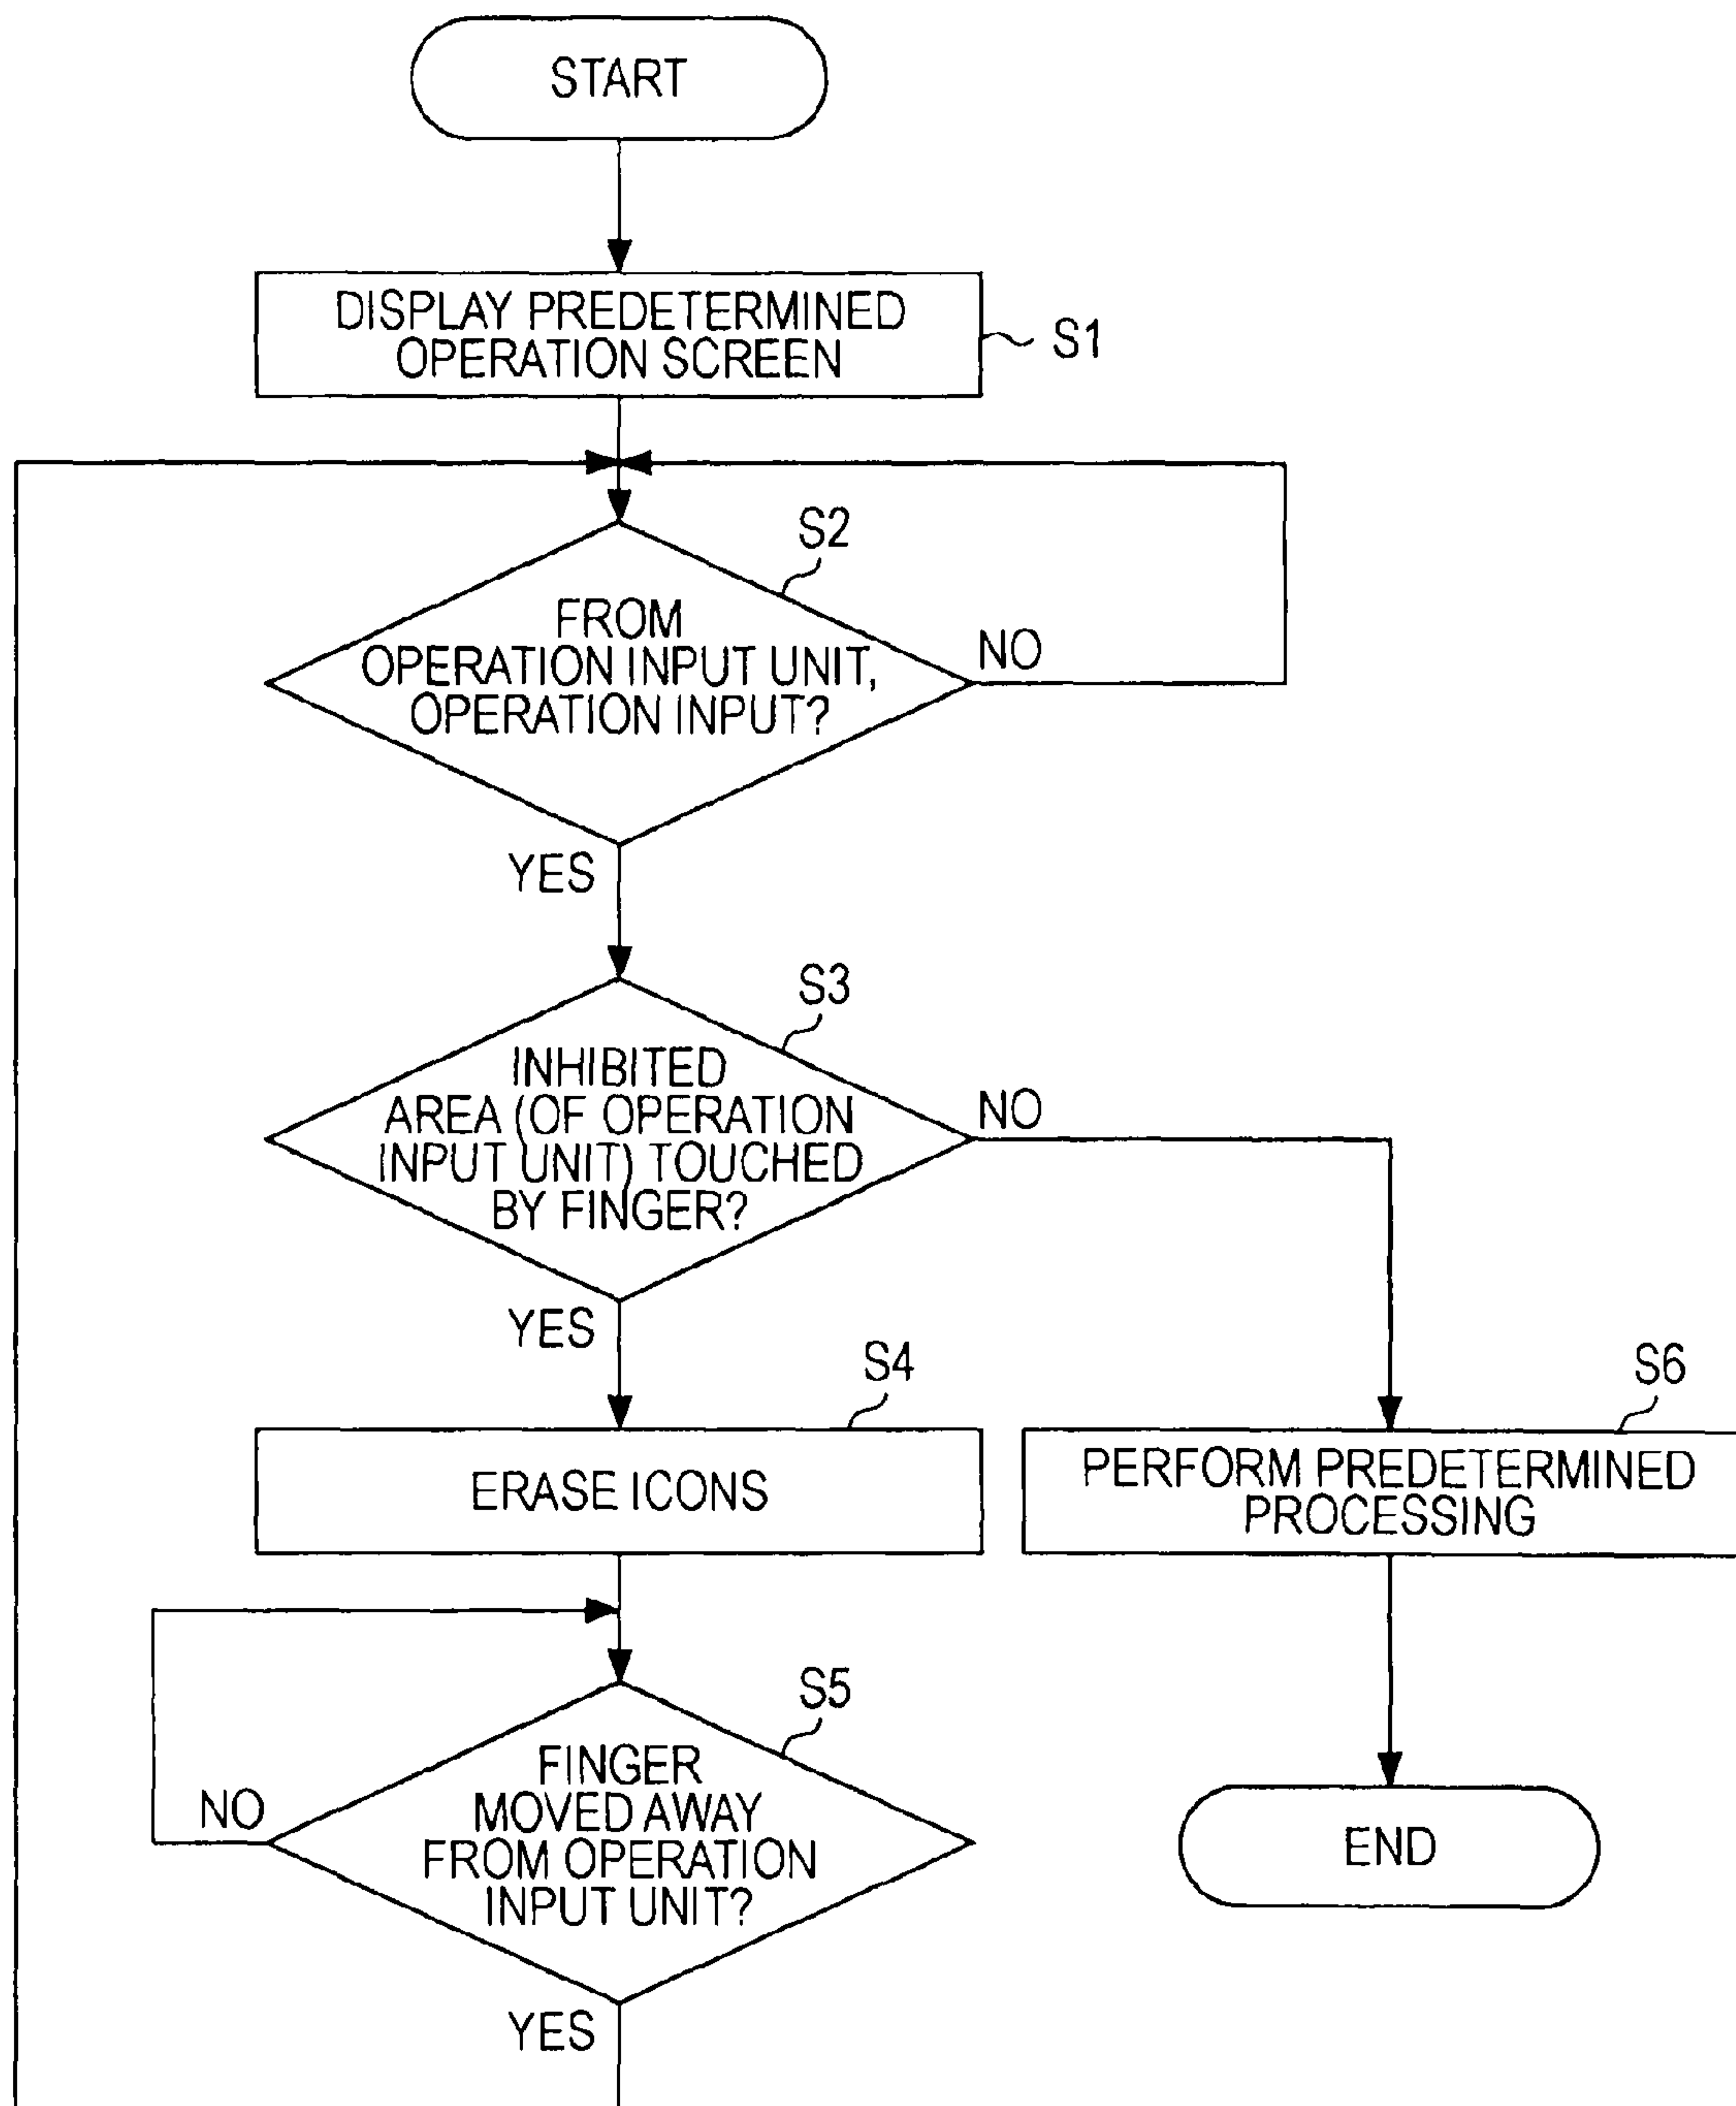 START
DISPLAY PREDETERMINED
OPERATION SCREEN
S1
S2
FROM
OPERATION INPUT UNIT,
OPERATION INPUT?
NO
YES
S3
INHIBITED
AREA (OF OPERATION
INPUT UNIT) TOUCHED
BY FINGER?
NO
YES
S4
ERASE ICONS
S6
PERFORM PREDETERMINED
PROCESSING
S5
FINGER
MOVED AWAY
FROM OPERATION
INPUT UNIT?
NO
YES
END